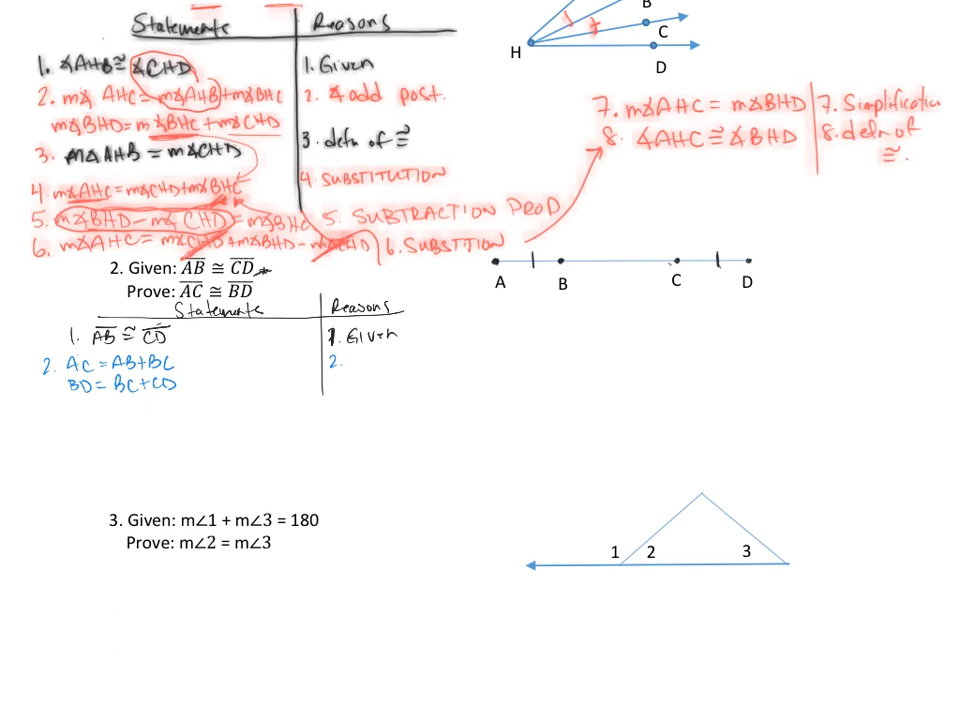 Statements Reasons
1. ∡AHB ≅ ∡CHD 1. Given
2. m∡ AHC = m∡AHB + m∡BHC 2. ∡ add post.
m∡BHD = m∡BHC + m∡CHD
3. m∡AHB = m∡CHD 3. defn of ≅
4. m∡AHC = m∡CHD + m∡BHC 4. SUBSTITUTION
5. m∡BHD - m∡CHD = m∡BHC 5. SUBTRACTION PROD
6. m∡AHC = m∡CHD + m∡BHD - m∡CHD 6. SUBSTTION
7. m∡AHC = m∡BHD 7. Simplification
8. ∡AHC ≅ ∡BHD 8. defn of
≅.
B
C
H
D
2. Given: AB ≅ CD
Prove: AC ≅ BD
A B C D
Statements Reasons
1. AB ≅ CD 1. Given
2. AC = AB + BC 2.
BD = BC + CD
3. Given: m∠1 + m∠3 = 180
Prove: m∠2 = m∠3
1 2 3